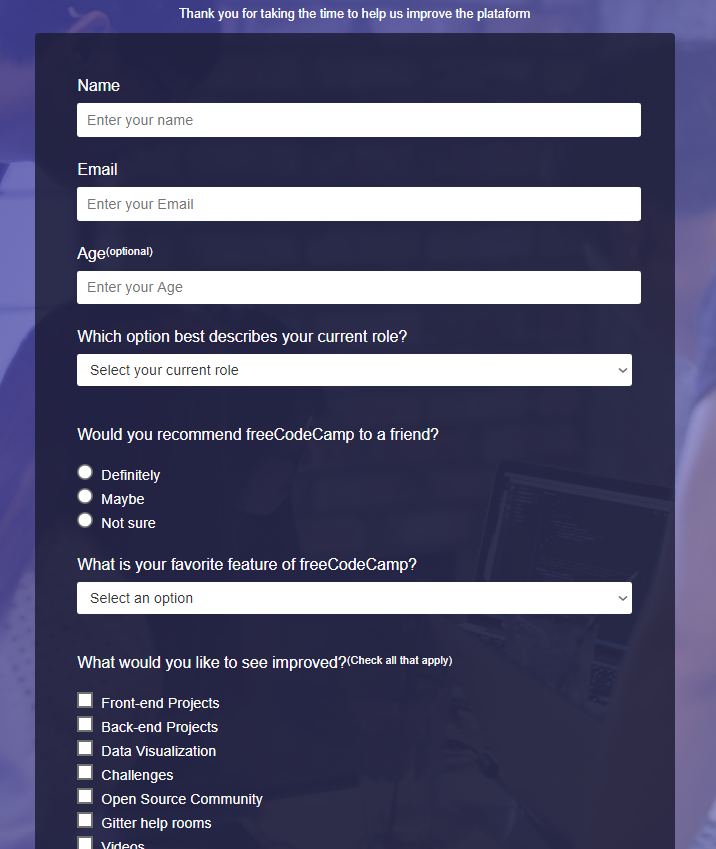 Thank you for taking the time to help us improve the plataform
Name
Enter your name
Email
Enter your Email
Age(optional)
Enter your Age
Which option best describes your current role?
Select your current role
Would you recommend freeCodeCamp to a friend?
Definitely
Maybe
Not sure
What is your favorite feature of freeCodeCamp?
Select an option
What would you like to see improved?(Check all that apply)
Front-end Projects
Back-end Projects
Data Visualization
Challenges
Open Source Community
Gitter help rooms
Videos